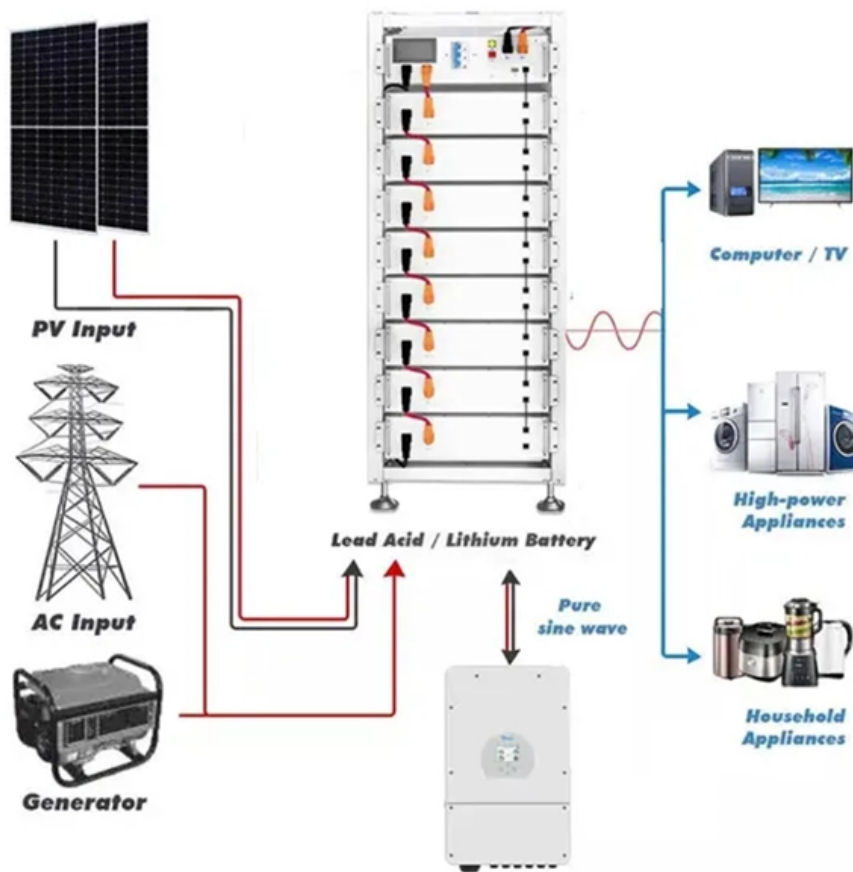 PV Input
AC Input
Generator
Lead Acid / Lithium Battery
Pure
sine wave
Computer / TV
High-power
Appliances
Household
Appliances